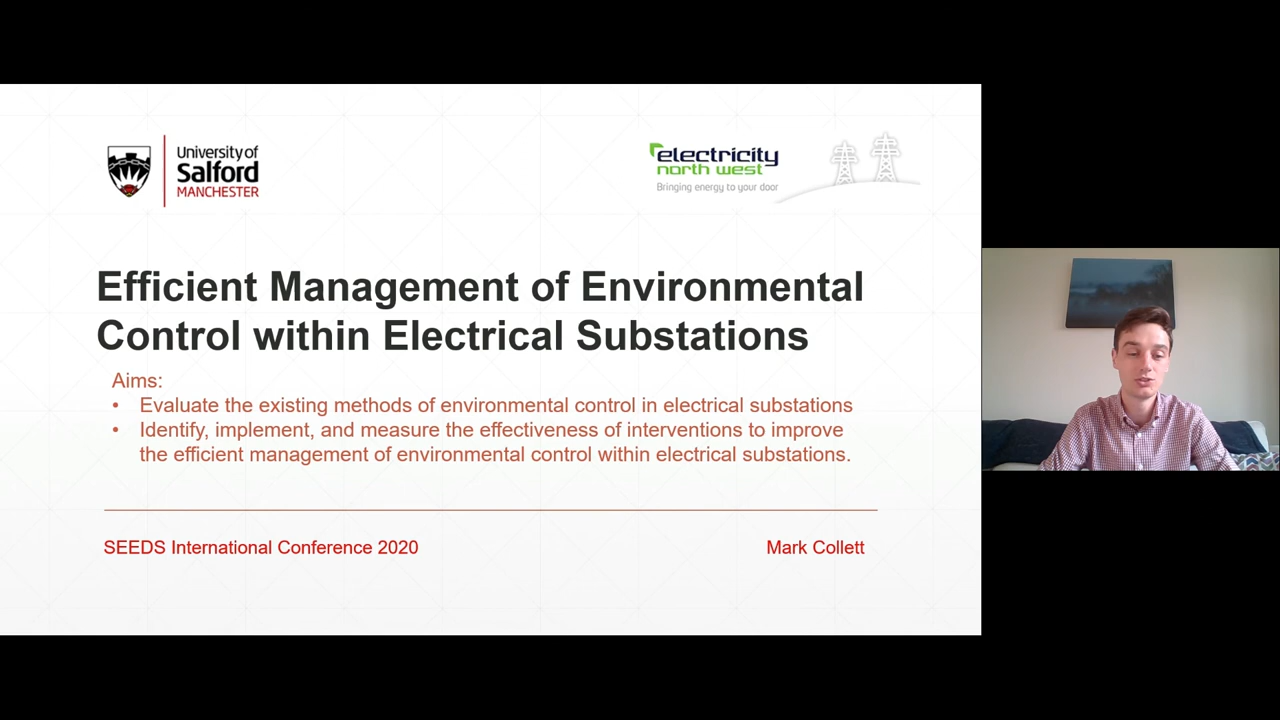 University of
Salford
MANCHESTER
electricity
north west
Bringing energy to your door
Efficient Management of Environmental
Control within Electrical Substations
Aims:
• Evaluate the existing methods of environmental control in electrical substations
• Identify, implement, and measure the effectiveness of interventions to improve
the efficient management of environmental control within electrical substations.
SEEDS International Conference 2020
Mark Collett